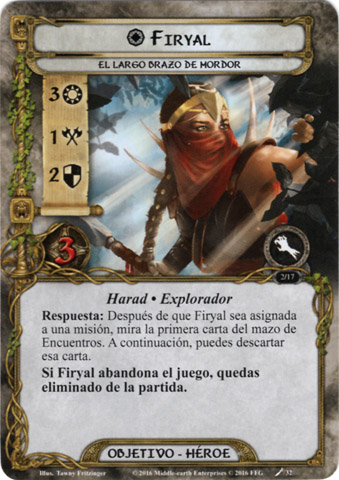 Firyal
EL LARGO BRAZO DE MORDOR
3
1
2
3
2/17
Harad • Explorador
Respuesta: Después de que Firyal sea asignada
a una misión, mira la primera carta del mazo de
Encuentros. A continuación, puedes descartar
esa carta.
Si Firyal abandona el juego, quedas
eliminado de la partida.
OBJETIVO - HÉROE
Illus. Tawny Fritzinger
©2016 Middle-earth Enterprises © 2016 FFG
32